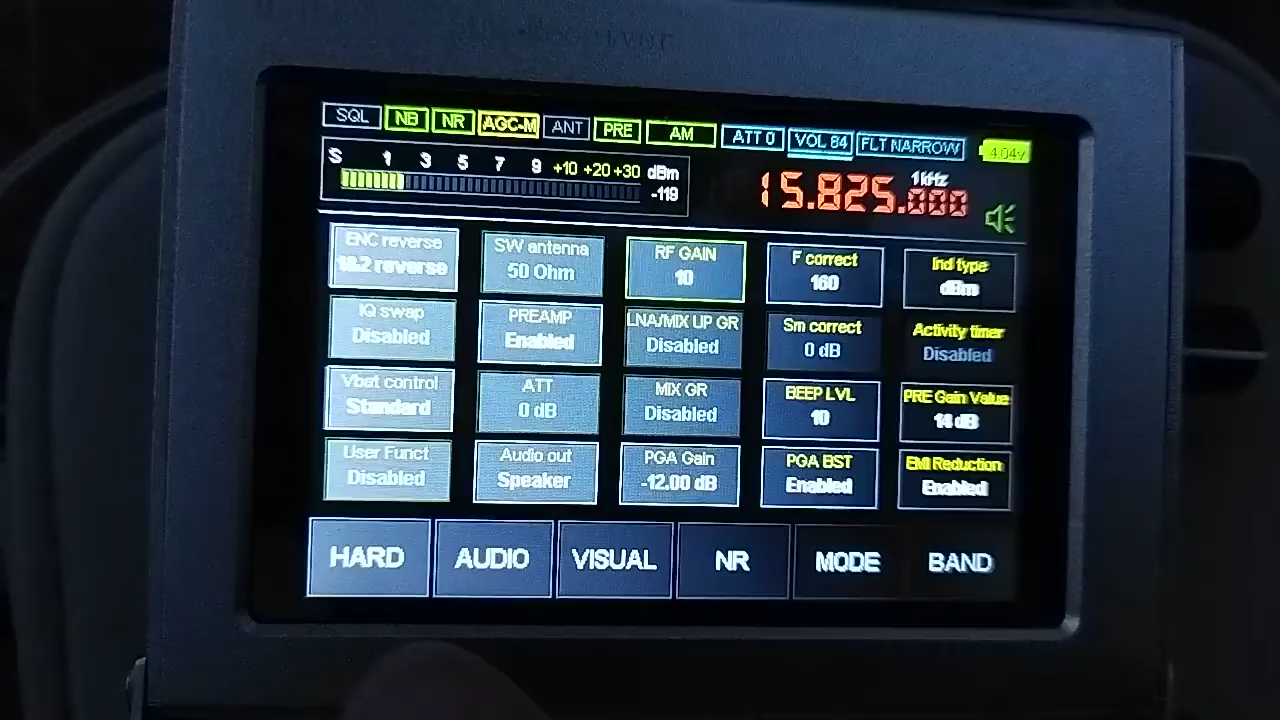 Receiver
SQL NB NR AGC-M ANT PRE AM ATT 0 VOL 84 FLT NARROW 4.04v
S 1 3 5 7 9 +10 +20 +30 dBm
-119
1kHz
15.825.000
ENC reverse SW antenna RF GAIN F correct Ind type
18.2 reverse 50 Ohm 10 160 dBm
IQ swap PREAMP LNA/MIX UP GR Sm correct Activity timer
Disabled Enabled Disabled 0 dB Disabled
Vbat control ATT MIX GR BEEP LVL PRE Gain Value
Standard 0 dB Disabled 10 14 dB
User Funct Audio out PGA Gain PGA BST EMI Reduction
Disabled Speaker -12.00 dB Enabled Enabled
HARD AUDIO VISUAL NR MODE BAND